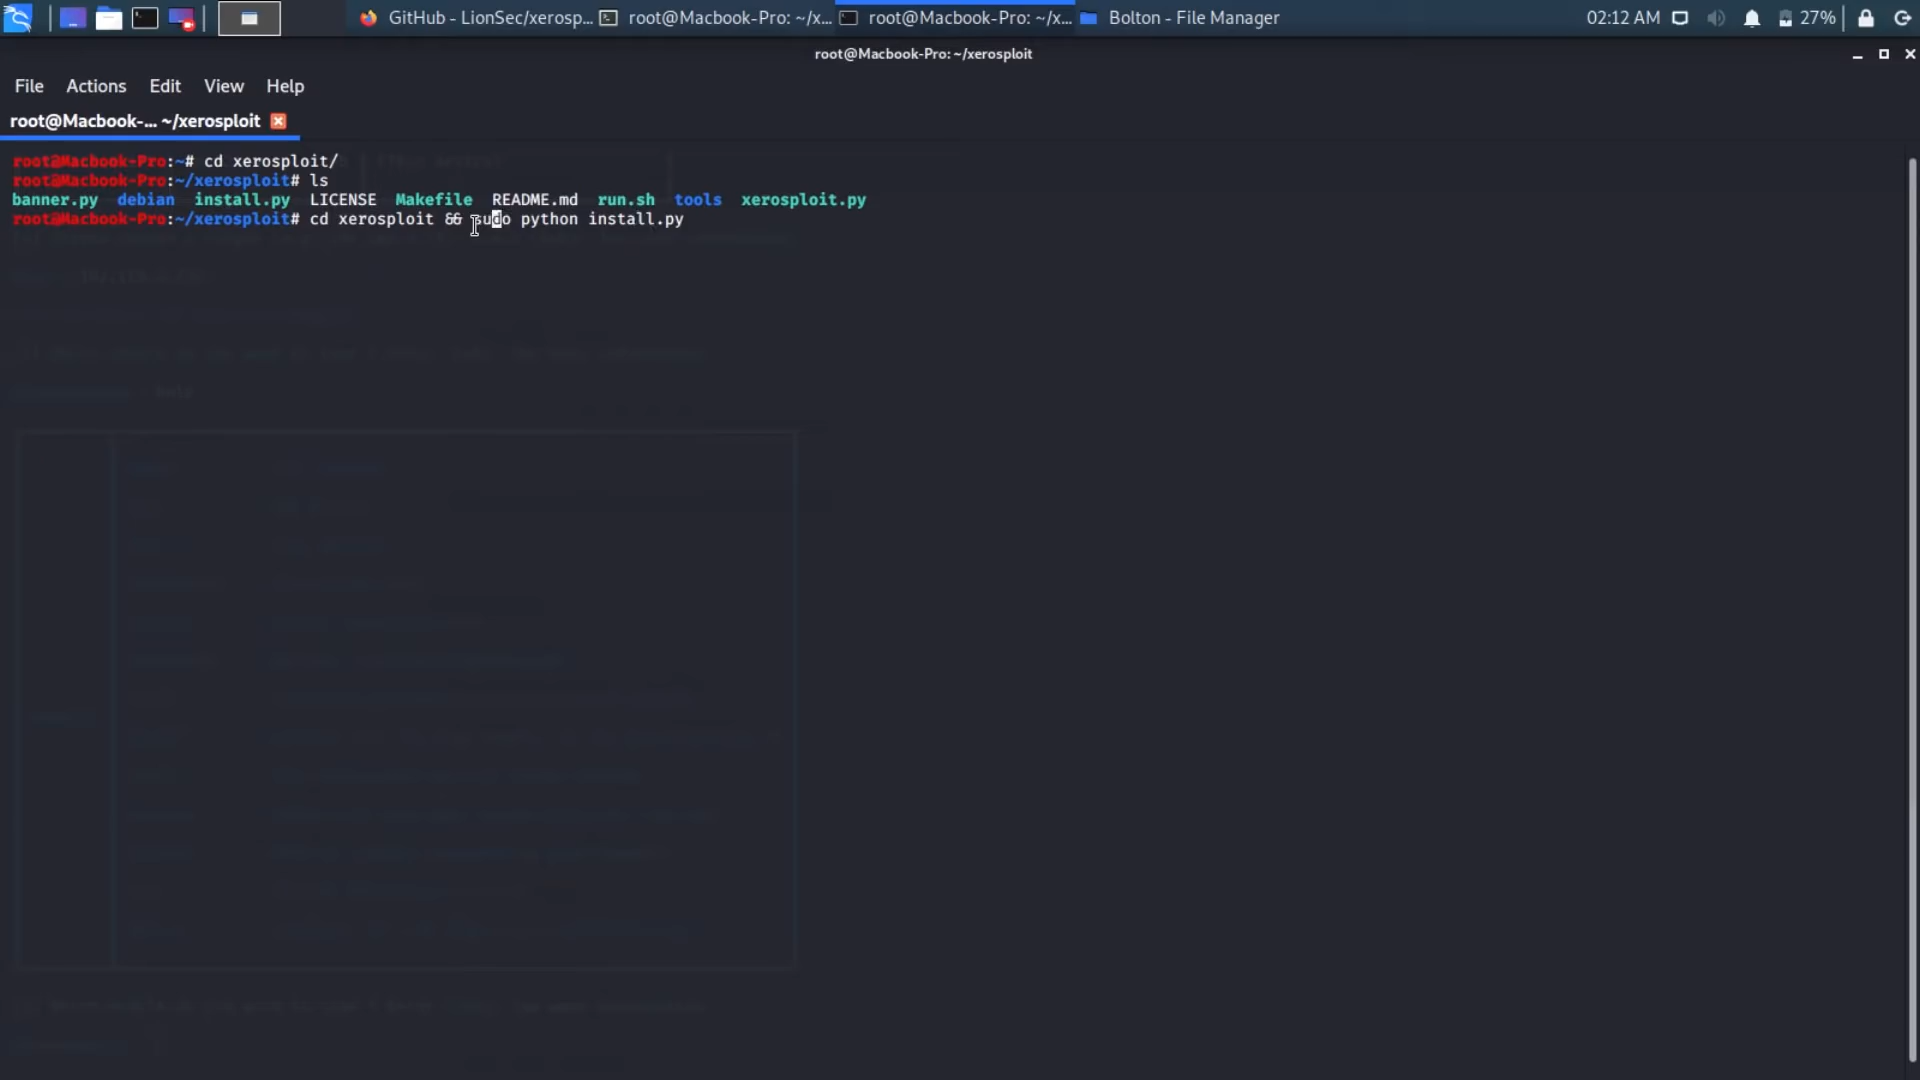 GitHub - LionSec/xerosp... root@Macbook-Pro: ~/x... root@Macbook-Pro: ~/x... Bolton - File Manager 02:12 AM 27%
root@Macbook-Pro: ~/xerosploit
File Actions Edit View Help
root@Macbook-... ~/xerosploit
root@Macbook-Pro:~# cd xerosploit/
root@Macbook-Pro:~/xerosploit# ls
banner.py debian install.py LICENSE Makefile README.md run.sh tools xerosploit.py
root@Macbook-Pro:~/xerosploit# cd xerosploit && sudo python install.py